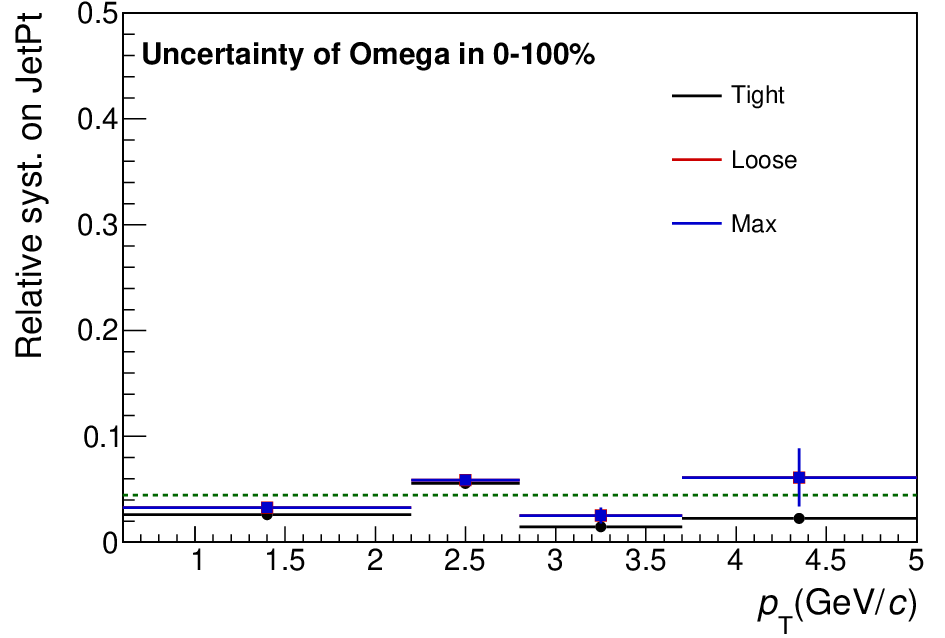 Relative syst. on JetPt
Uncertainty of Omega in 0-100%
Tight
Loose
Max
0.5
0.4
0.3
0.2
0.1
0
1 1.5 2 2.5 3 3.5 4 4.5 5
pT(GeV/c)